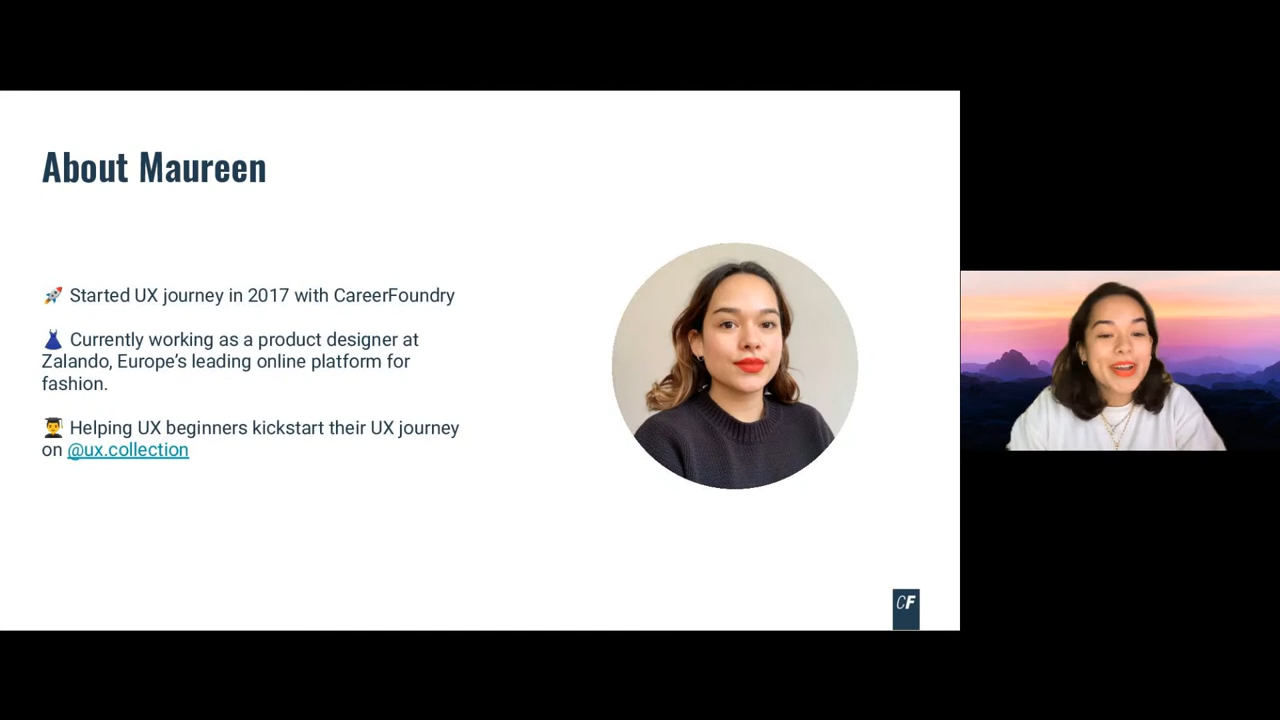 About Maureen
🚀 Started UX journey in 2017 with CareerFoundry
👗 Currently working as a product designer at
Zalando, Europe’s leading online platform for
fashion.
👨‍🎓 Helping UX beginners kickstart their UX journey
on @ux.collection
CF